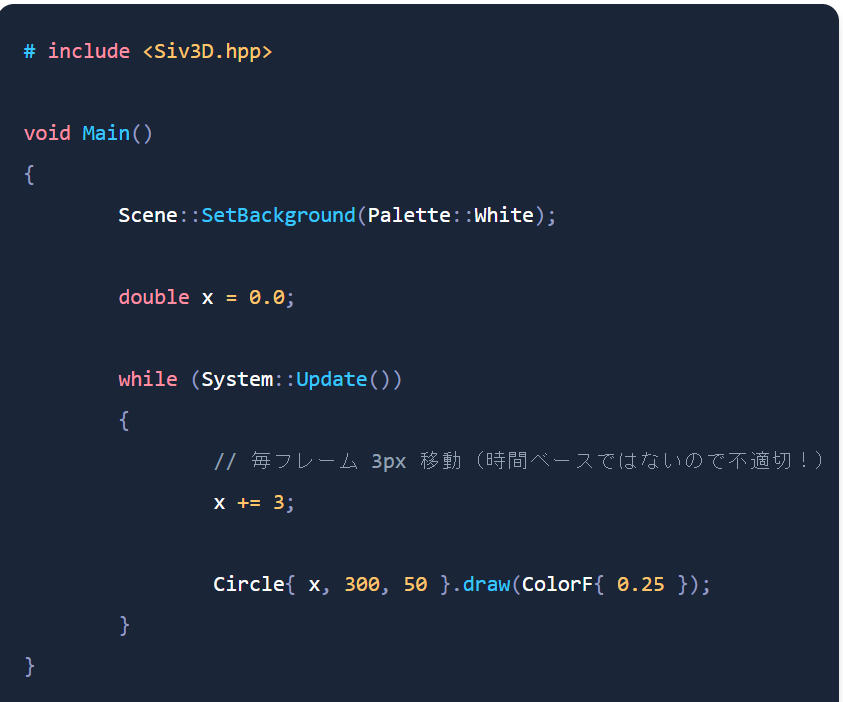 # include <Siv3D.hpp>
void Main()
{
Scene::SetBackground(Palette::White);
double x = 0.0;
while (System::Update())
{
// 毎フレーム 3px 移動（時間ベースではないので不適切！）
x += 3;
Circle{ x, 300, 50 }.draw(ColorF{ 0.25 });
}
}